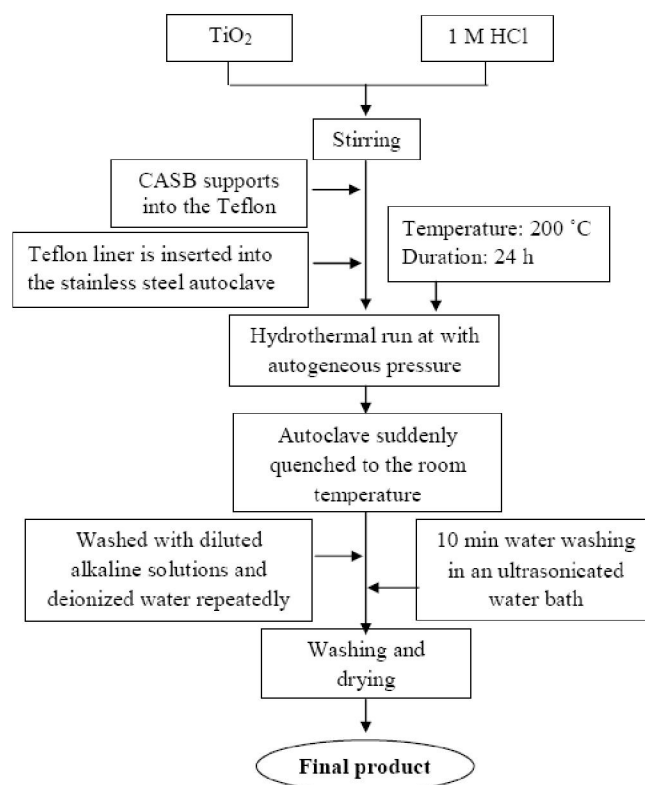 TiO₂
1 M HCl
Stirring
CASB supports
into the Teflon
Teflon liner is inserted into
the stainless steel autoclave
Temperature: 200 ˚C
Duration: 24 h
Hydrothermal run at with
autogeneous pressure
Autoclave suddenly
quenched to the room
temperature
Washed with diluted
alkaline solutions and
deionized water repeatedly
10 min water washing
in an ultrasonicated
water bath
Washing and
drying
Final product